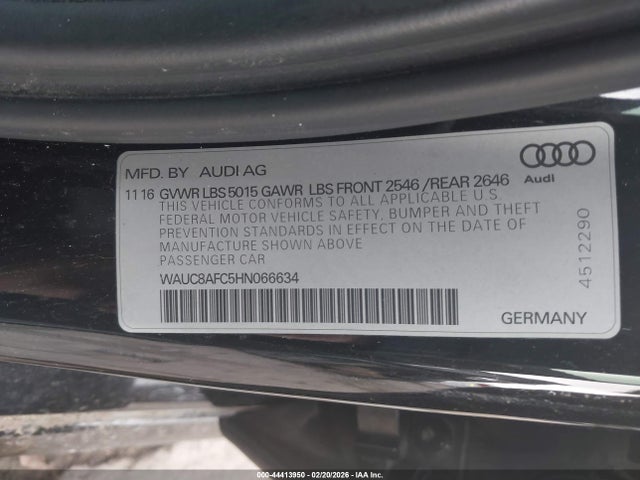 MFD. BY AUDI AG
11 16 GVWR LBS 5015 GAWR LBS FRONT 2546 /REAR 2646
THIS VEHICLE CONFORMS TO ALL APPLICABLE U.S.
FEDERAL MOTOR VEHICLE SAFETY, BUMPER AND THEFT
PREVENTION STANDARDS IN EFFECT ON THE DATE OF
MANUFACTURE SHOWN ABOVE
PASSENGER CAR
WAUC8AFC5HN066634
Audi
4512290
GERMANY
000-44413950 - 02/20/2026 - IAA Inc.